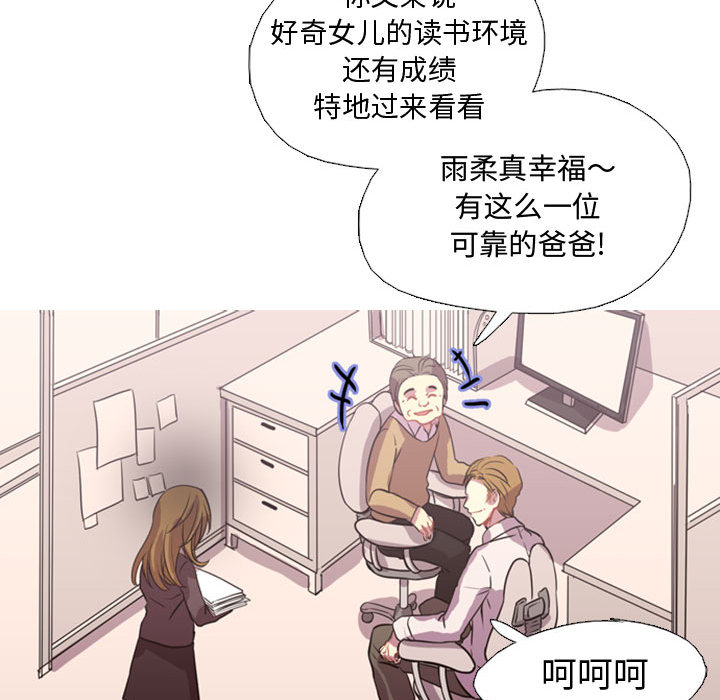 好奇女儿的读书环境
还有成绩
特地过来看看
雨柔真幸福～
有这么一位
可靠的爸爸!
呵呵呵